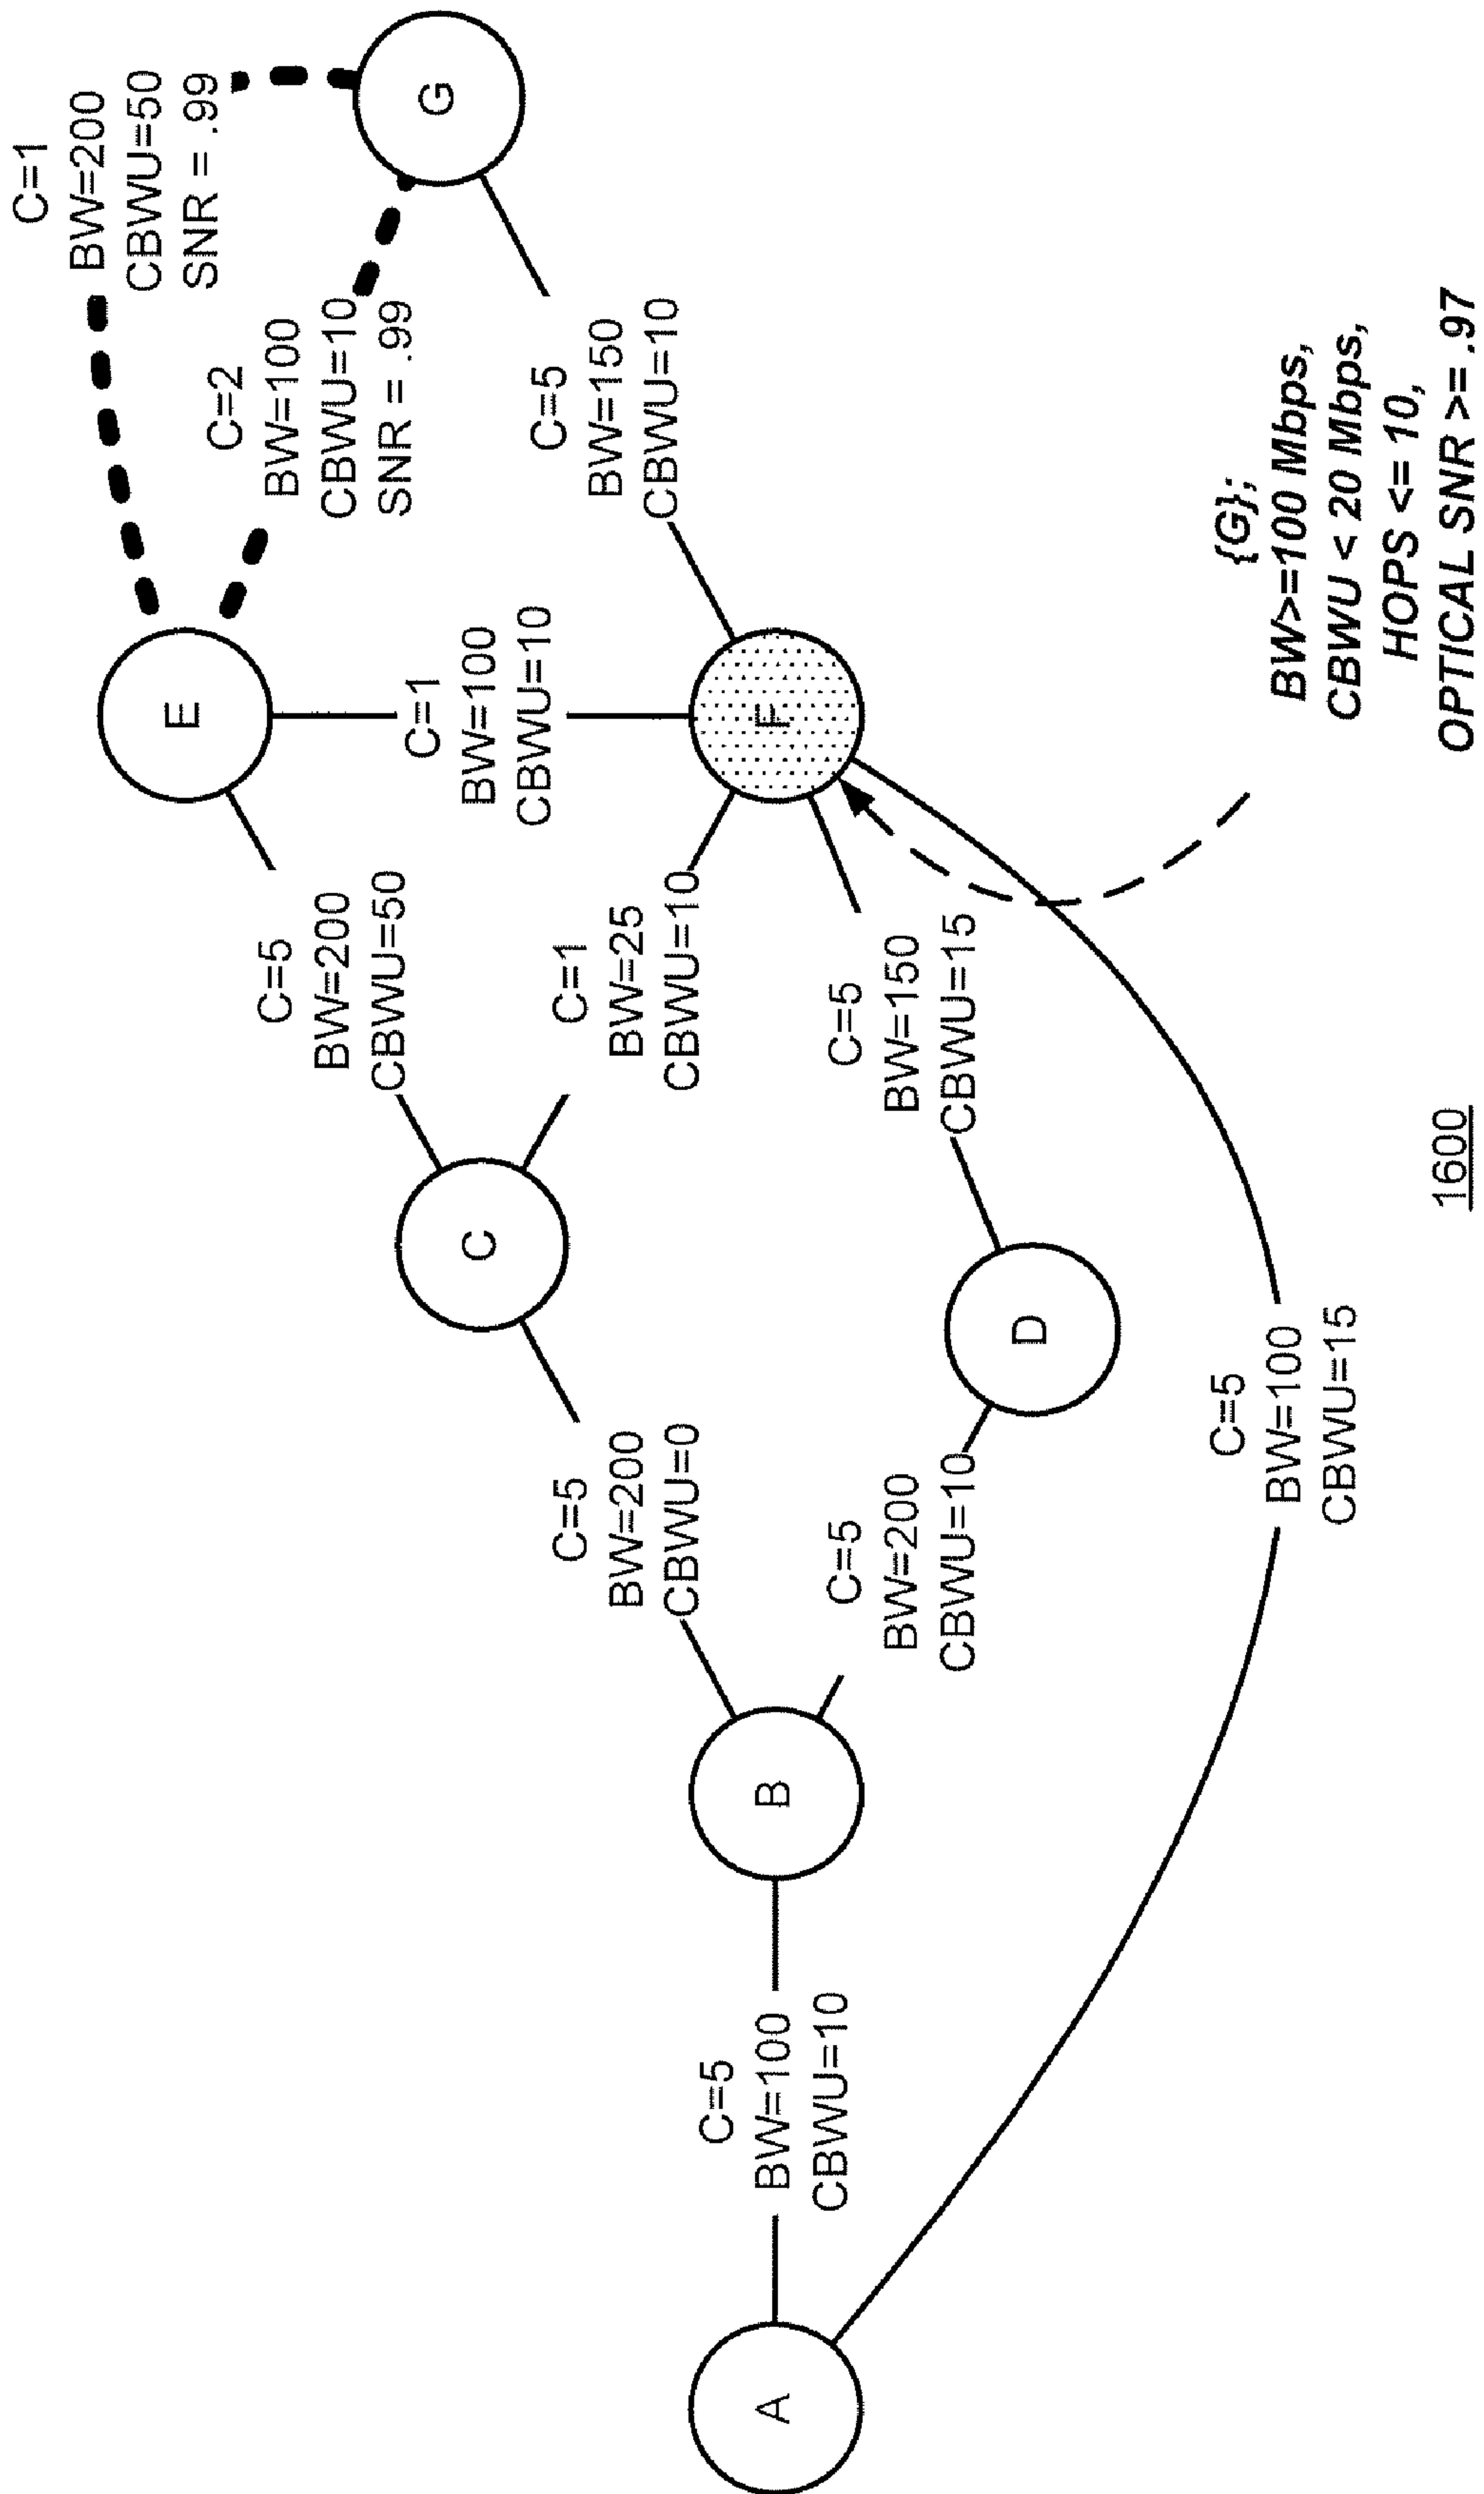 A
C=5
BW=100
CBWU=10
B
C=5
BW=200
CBWU=0
C=5
BW=200
CBWU=10
C
D
C=5
BW=200
CBWU=50
C=1
BW=25
CBWU=10
C=5
BW=150
CBWU=15
C=5
BW=100
CBWU=15
E
C=1
BW=100
CBWU=10
F
C=1
BW=200
CBWU=50
SNR = .99
C=2
BW=100
CBWU=10
SNR = .99
C=5
BW=150
CBWU=10
G
{G};
BW>=100 Mbps,
CBWU < 20 Mbps,
HOPS <= 10,
OPTICAL SNR >=.97
1600